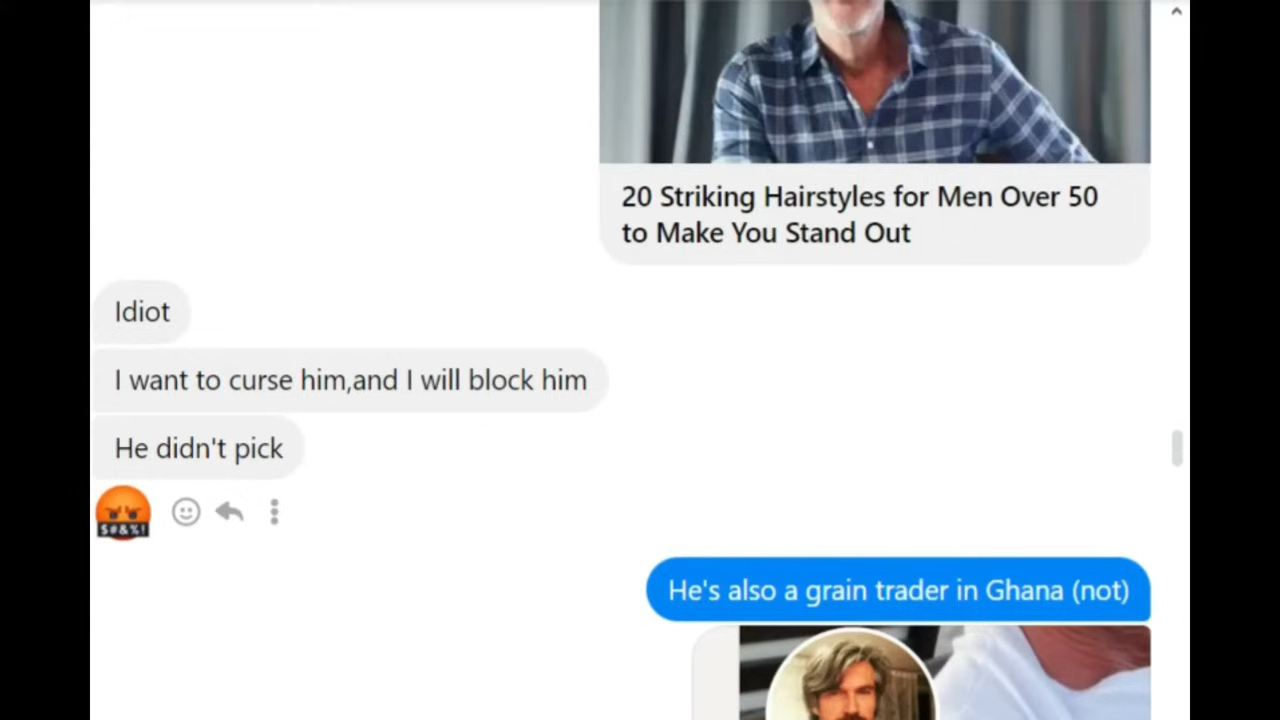 20 Striking Hairstyles for Men Over 50
to Make You Stand Out
Idiot
I want to curse him,and I will block him
He didn't pick
$#&%!
He's also a grain trader in Ghana (not)